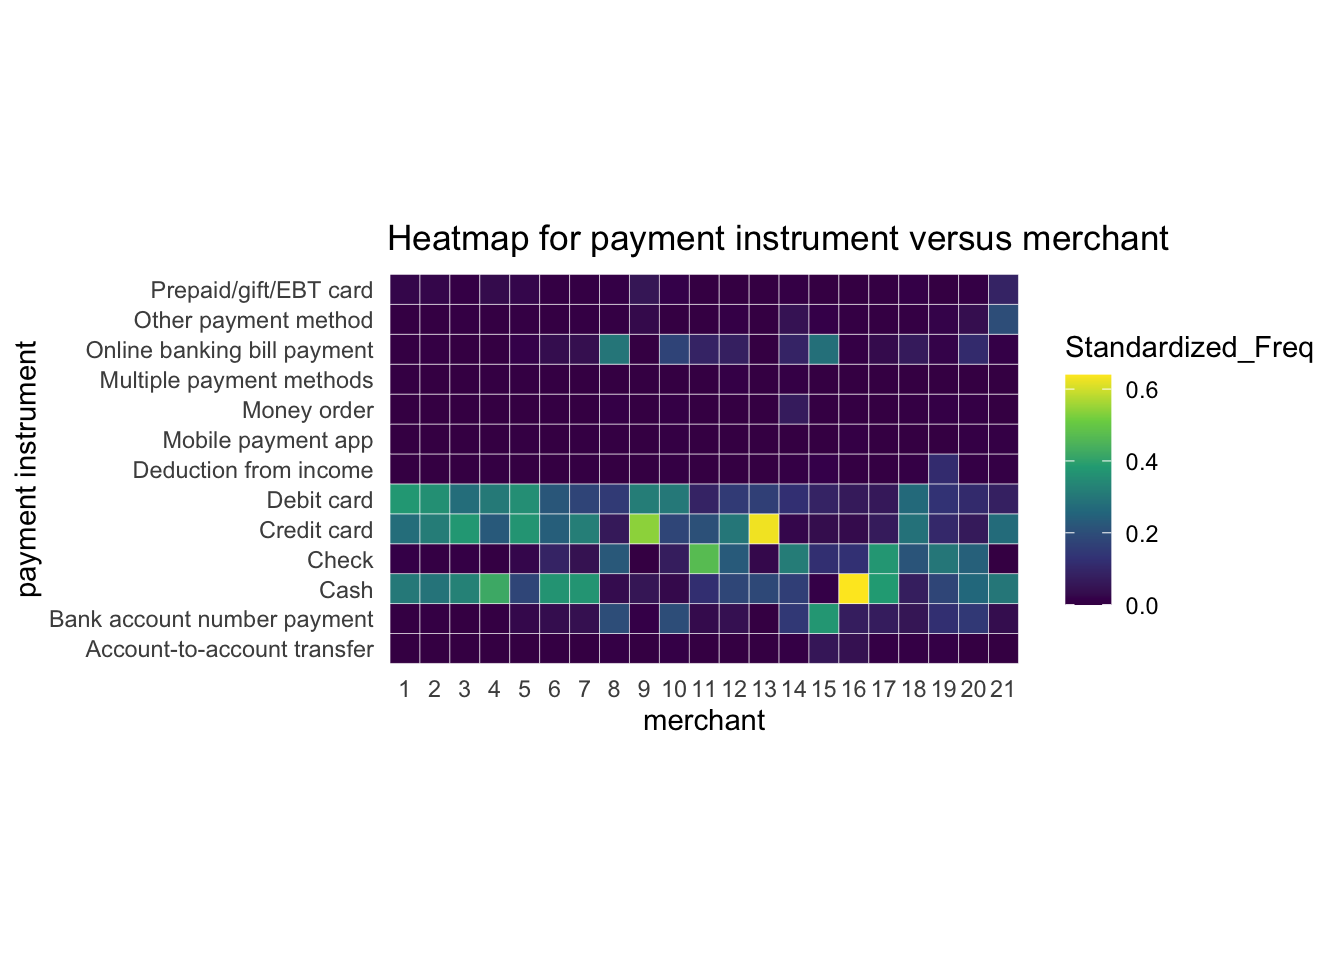 Heatmap for payment instrument versus merchant
payment instrument
Prepaid/gift/EBT card
Other payment method
Online banking bill payment
Multiple payment methods
Money order
Mobile payment app
Deduction from income
Debit card
Credit card
Check
Cash
Bank account number payment
Account-to-account transfer
1 2 3 4 5 6 7 8 9 10 11 12 13 14 15 16 17 18 19 20 21
merchant
Standardized_Freq
0.6
0.4
0.2
0.0